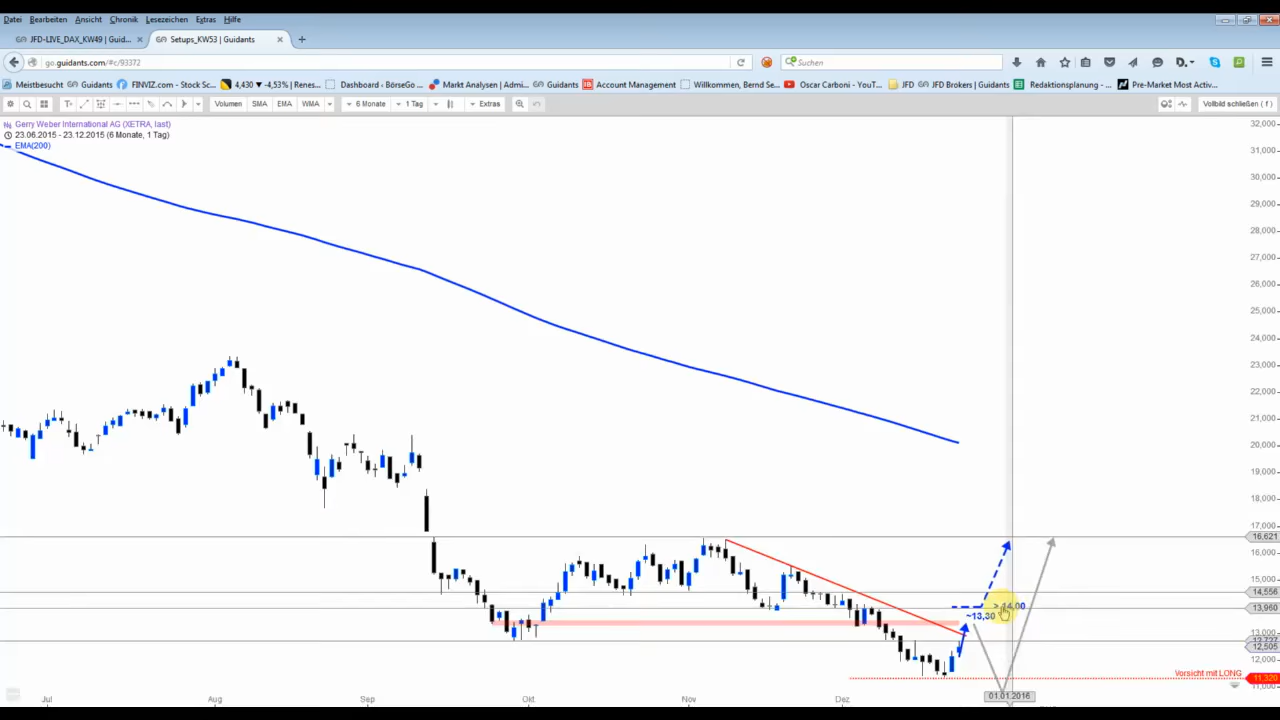 Datei Bearbeiten Ansicht Chronik Lesezeichen Extras Hilfe
JFD-LIVE_DAX_KW49 | Guid... Setups_KW53 | Guidants
go.guidants.com/#c/93372 Suchen
Meistbesucht Guidants FINVIZ.com - Stock Sc... 4,430 ▼ -4,53% | Renes... Dashboard - BörseGo ... Markt Analysen | Admi... Guidants Account Management Willkommen, Bernd Se... Oscar Carboni - YouT... JFD JFD Brokers | Guidants Redaktionsplanung - ... Pre-Market Most Activ...
Volumen SMA EMA WMA 6 Monate 1 Tag Extras Vollbild schließen ( f )
Gerry Weber International AG (XETRA, last)
23.06.2015 - 23.12.2015 (6 Monate, 1 Tag)
EMA(200)
32,000
31,000
30,000
29,000
28,000
27,000
26,000
25,000
24,000
23,000
22,000
21,000
20,000
19,000
18,000
17,000
16,621
16,000
15,000
14,556
> 14,00
13,960
~13,30
13,000
12,727
12,505
12,000
Vorsicht mit LONG 11,320
11,000
Jul Aug Sep Okt Nov Dez 01.01.2016